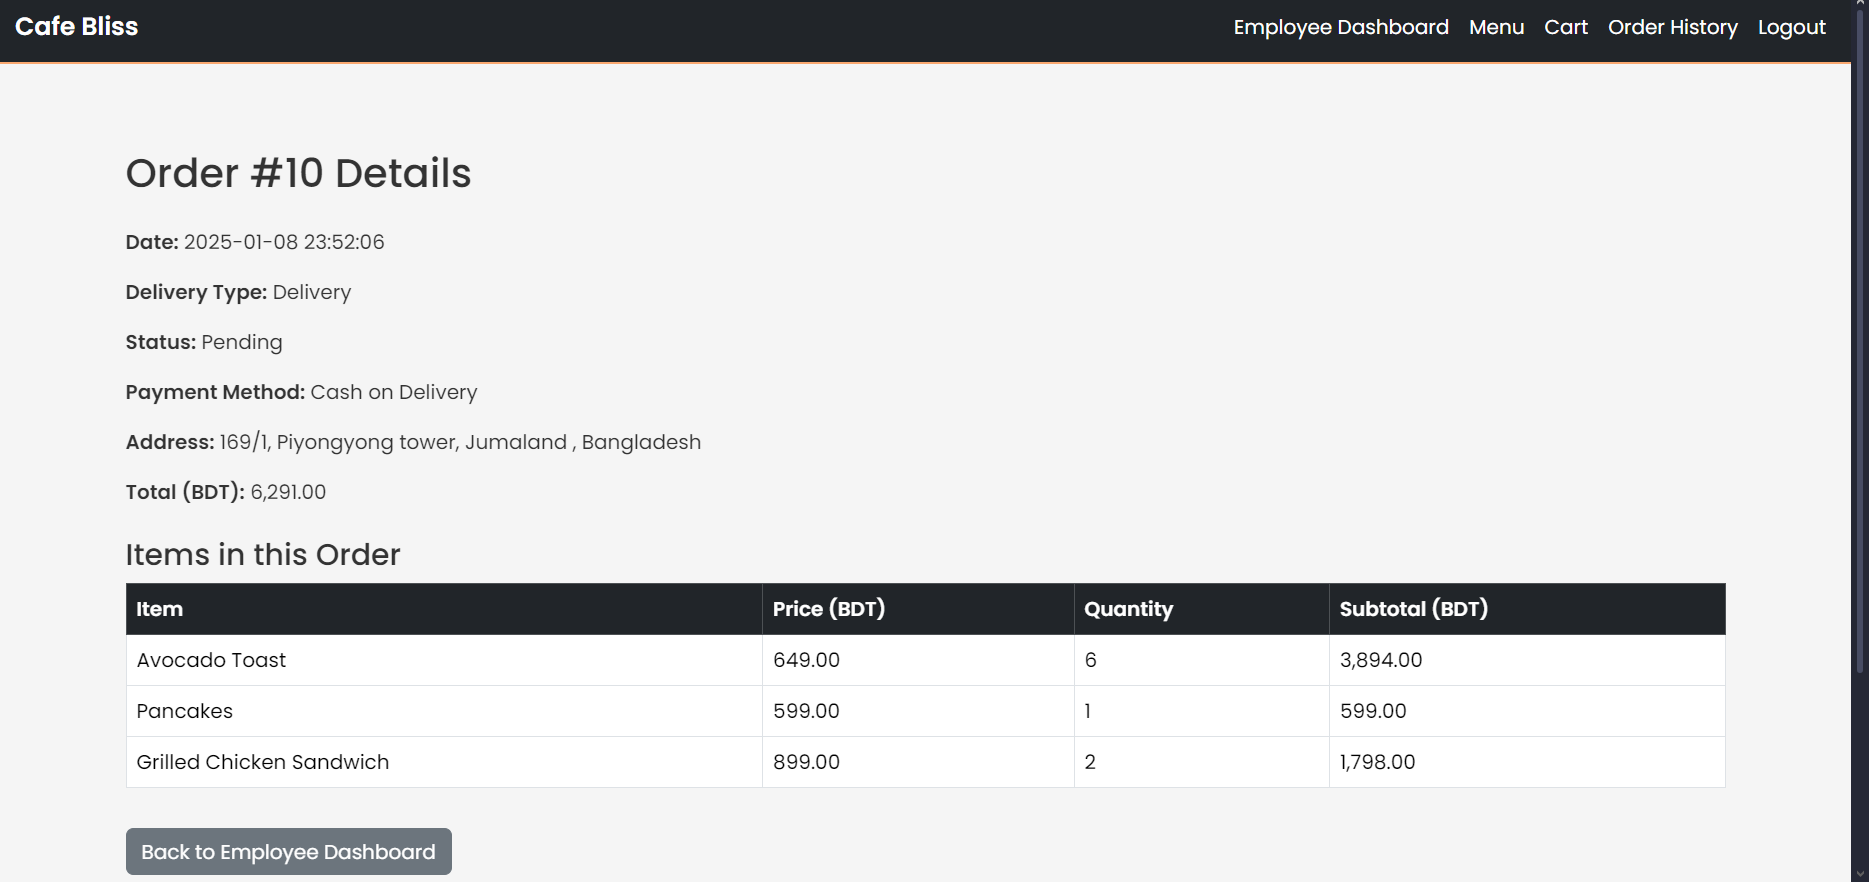 Cafe Bliss
Employee Dashboard Menu Cart Order History Logout
Order #10 Details
Date: 2025-01-08 23:52:06
Delivery Type: Delivery
Status: Pending
Payment Method: Cash on Delivery
Address: 169/1, Piyongyong tower, Jumaland , Bangladesh
Total (BDT): 6,291.00
Items in this Order
Item Price (BDT) Quantity Subtotal (BDT)
Avocado Toast 649.00 6 3,894.00
Pancakes 599.00 1 599.00
Grilled Chicken Sandwich 899.00 2 1,798.00
Back to Employee Dashboard